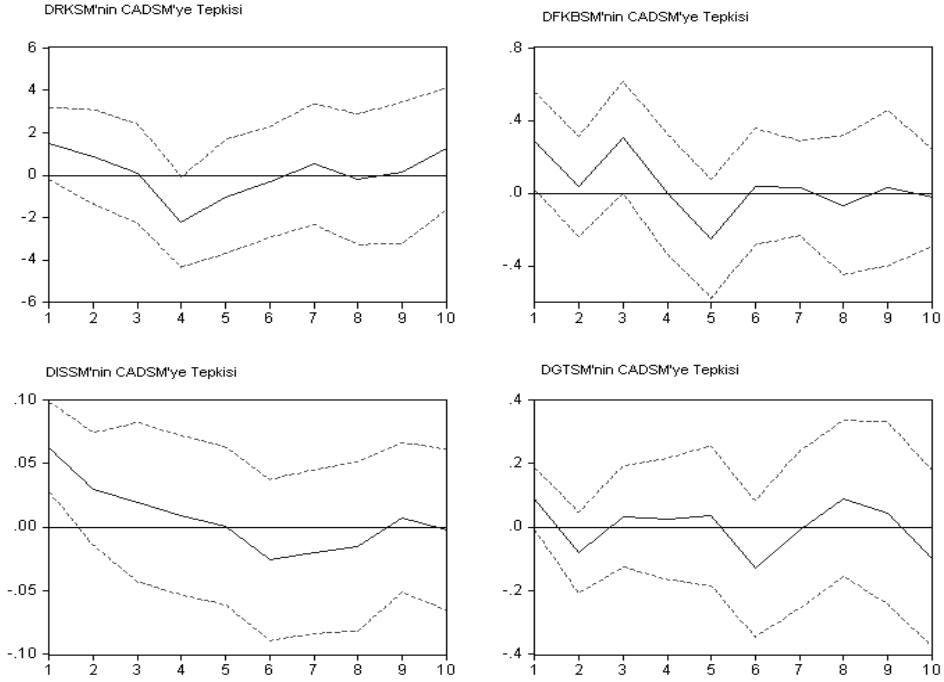 DRKSM'nin CADSM'ye Tepkisi
6
4
2
0
-2
-4
-6
1 2 3 4 5 6 7 8 9 10
DFKBSM'nin CADSM'ye Tepkisi
.8
.4
.0
-.4
1 2 3 4 5 6 7 8 9 10
DISSM'nin CADSM'ye Tepkisi
.10
.05
.00
-.05
-.10
1 2 3 4 5 6 7 8 9 10
DGTSM'nin CADSM'ye Tepkisi
.4
.2
.0
-.2
-.4
1 2 3 4 5 6 7 8 9 10